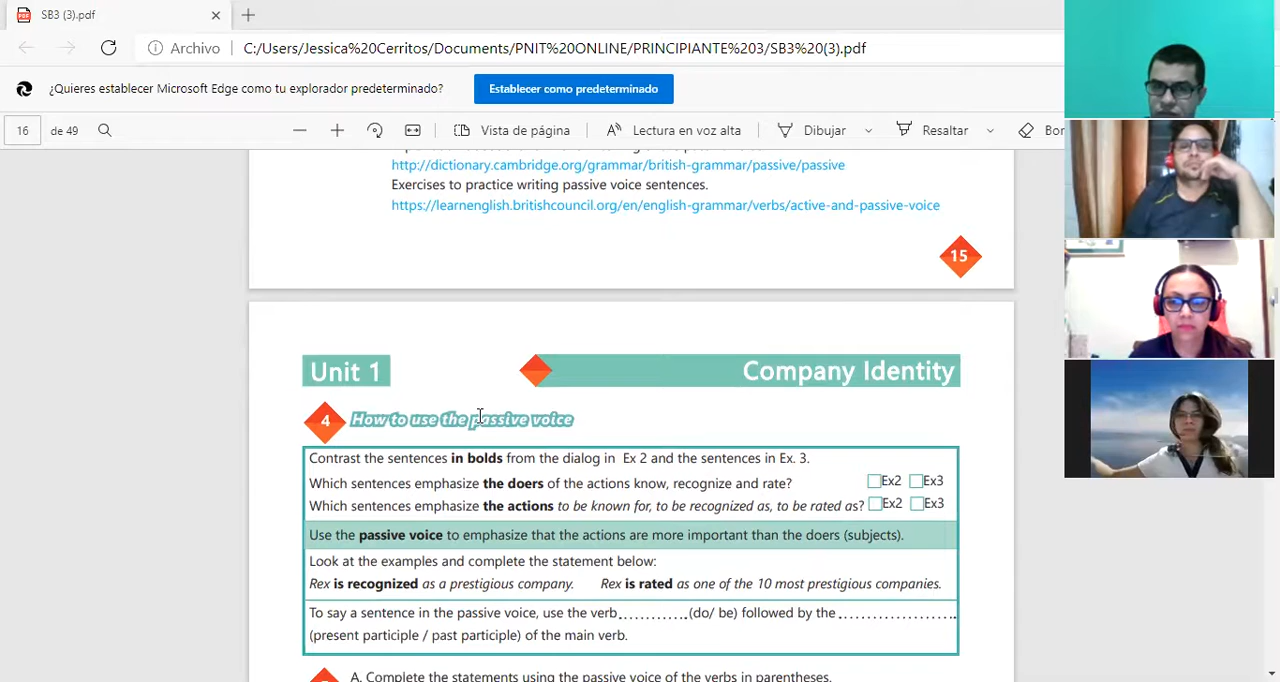 SB3 (3).pdf
Archivo C:/Users/Jessica%20Cerritos/Documents/PNIT%20ONLINE/PRINCIPIANTE%203/SB3%20(3).pdf
¿Quieres establecer Microsoft Edge como tu explorador predeterminado? Establecer como predeterminado
16 de 49 Vista de página Lectura en voz alta Dibujar Resaltar Bor
http://dictionary.cambridge.org/grammar/british-grammar/passive/passive
Exercises to practice writing passive voice sentences.
https://learnenglish.britishcouncil.org/en/english-grammar/verbs/active-and-passive-voice
15
Unit 1 Company Identity
4 How to use the passive voice
Contrast the sentences in bolds from the dialog in Ex 2 and the sentences in Ex. 3.
Which sentences emphasize the doers of the actions know, recognize and rate? Ex2 Ex3
Which sentences emphasize the actions to be known for, to be recognized as, to be rated as? Ex2 Ex3
Use the passive voice to emphasize that the actions are more important than the doers (subjects).
Look at the examples and complete the statement below:
Rex is recognized as a prestigious company. Rex is rated as one of the 10 most prestigious companies.
To say a sentence in the passive voice, use the verb............(do/ be) followed by the ....................
(present participle / past participle) of the main verb.
A. Complete the statements using the passive voice of the verbs in parentheses.